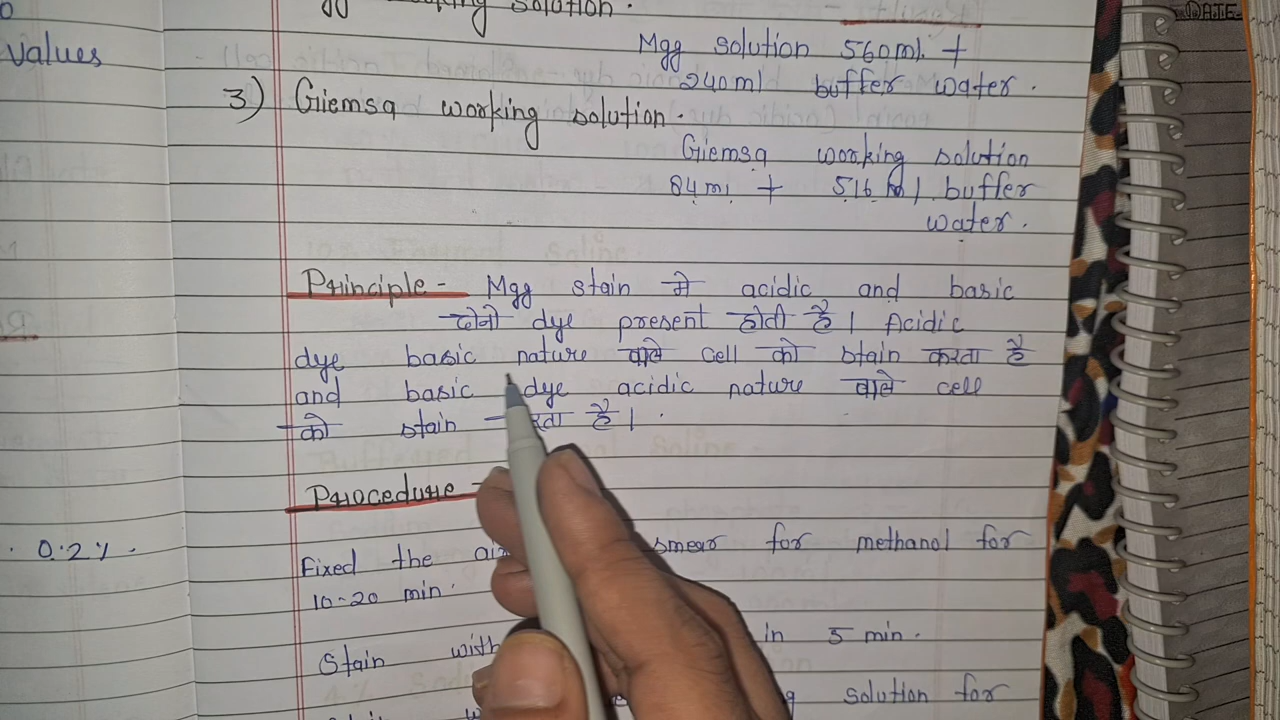 values
solution.
Mgg solution 560ml. +
240ml buffer water.
3) Giemsa working solution.
Giemsa working solution
84ml. + 516 ml buffer
water.
Principle - Mgg stain मे acidic and basic
दोनो dye present होती है। Acidic
dye basic nature वाले cell को stain करता है
and basic dye acidic nature वाले cell
को stain करता है।
Procedure -
0.2%.
Fixed the smear for methanol for
10-20 min.
Stain with in 5 min.
solution for
DATE